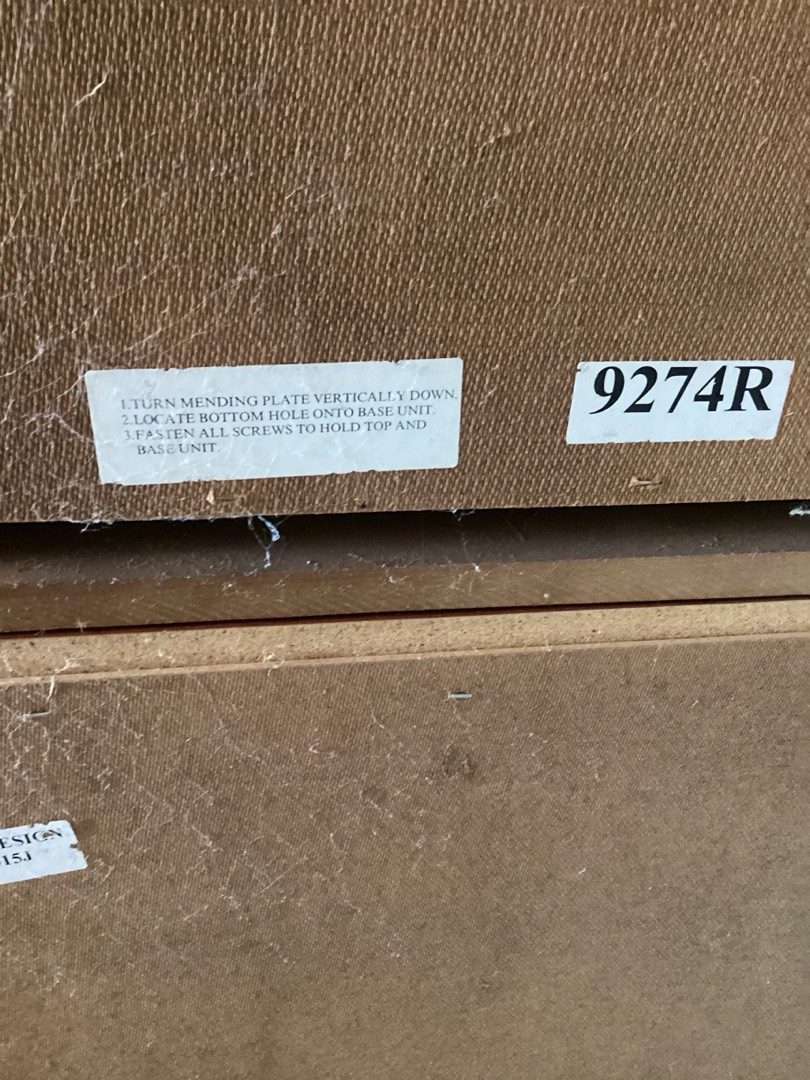 1.TURN MENDING PLATE VERTICALLY DOWN.
2.LOCATE BOTTOM HOLE ONTO BASE UNIT.
3.FASTEN ALL SCREWS TO HOLD TOP AND
BASE UNIT.
9274R
ESIGN
15J